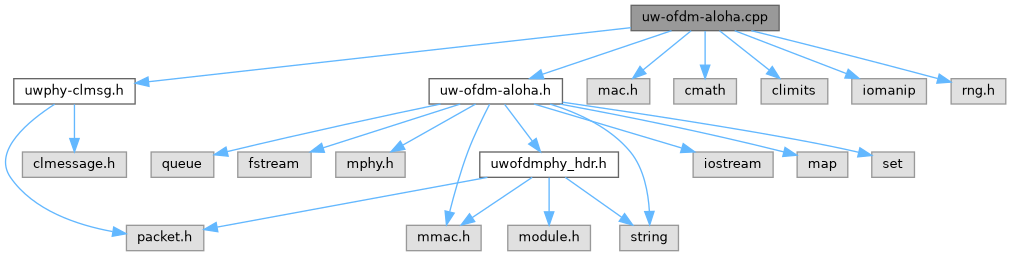 uw-ofdm-aloha.cpp
uwphy-clmsg.h
uw-ofdm-aloha.h
mac.h
cmath
climits
iomanip
rng.h
clmessage.h
queue
fstream
mphy.h
uwofdmphy_hdr.h
iostream
map
set
packet.h
mmac.h
module.h
string